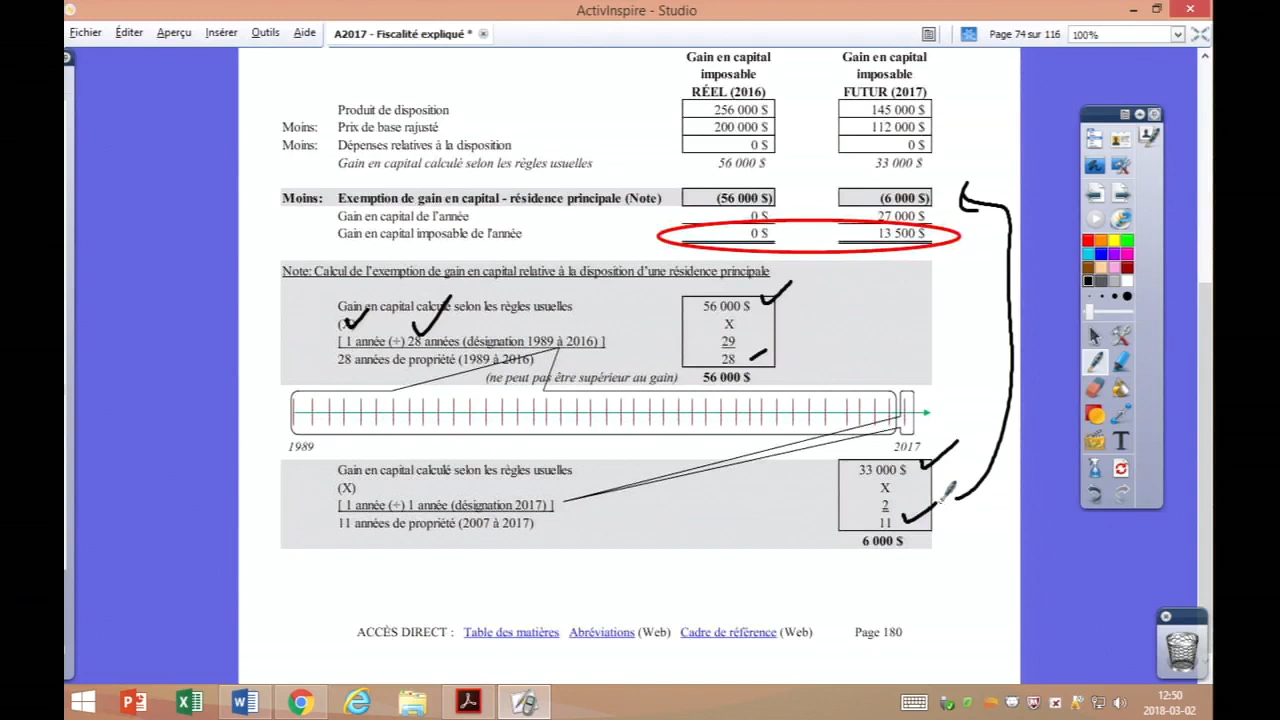 ActivInspire - Studio
Fichier Éditer Aperçu Insérer Outils Aide A2017 - Fiscalité expliqué * Page 74 sur 116 100%
Gain en capital Gain en capital
imposable imposable
RÉEL (2016) FUTUR (2017)
Produit de disposition 256 000 $ 145 000 $
Moins: Prix de base rajusté 200 000 $ 112 000 $
Moins: Dépenses relatives à la disposition 0 $ 0 $
Gain en capital calculé selon les règles usuelles 56 000 $ 33 000 $
Moins: Exemption de gain en capital - résidence principale (Note) (56 000 $) (6 000 $)
Gain en capital de l'année 0 $ 27 000 $
Gain en capital imposable de l'année 0 $ 13 500 $
Note: Calcul de l'exemption de gain en capital relative à la disposition d'une résidence principale
Gain en capital calculé selon les règles usuelles 56 000 $
(X) X
[ 1 année (+) 28 années (désignation 1989 à 2016) ] 29
28 années de propriété (1989 à 2016) 28
(ne peut pas être supérieur au gain) 56 000 $
1989 2017
Gain en capital calculé selon les règles usuelles 33 000 $
(X) X
[ 1 année (+) 1 année (désignation 2017) ] 2
11 années de propriété (2007 à 2017) 11
6 000 $
ACCÈS DIRECT : Table des matières Abréviations (Web) Cadre de référence (Web) Page 180
12:50
2018-03-02